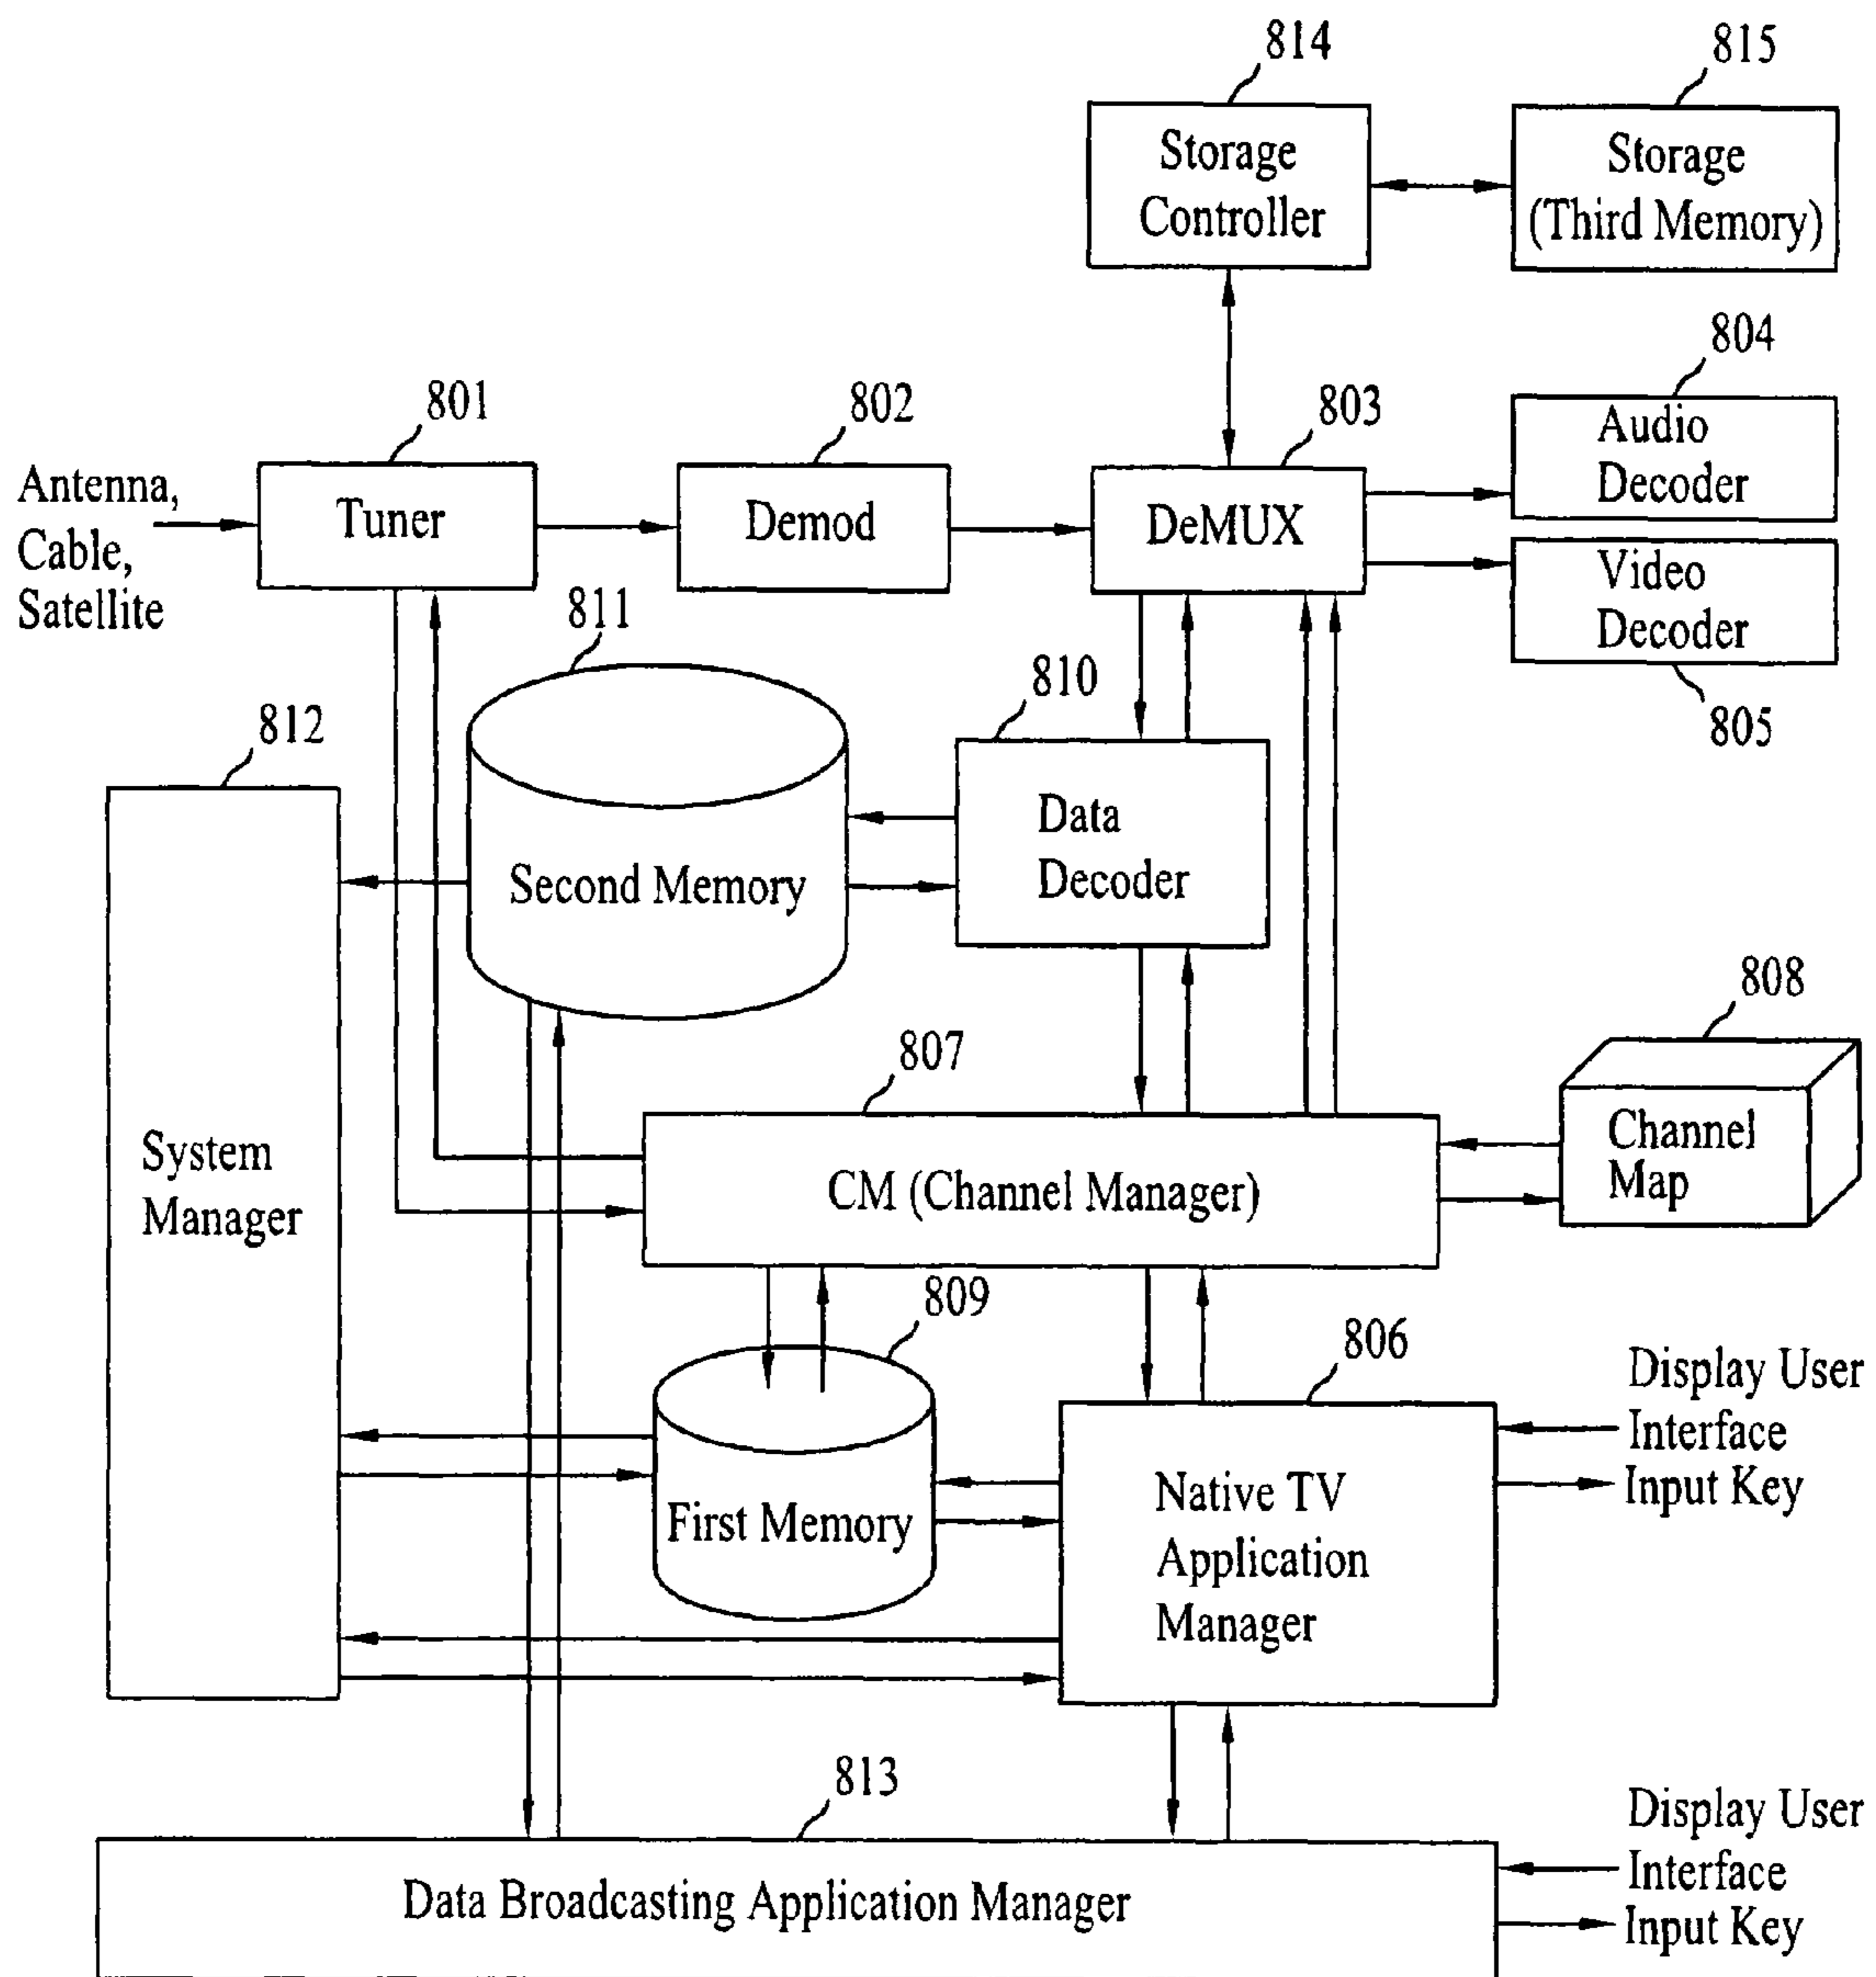 814
815
Storage
Controller
Storage
(Third Memory)
804
801
802
803
Audio
Decoder
Antenna,
Cable,
Satellite
Tuner
Demod
DeMUX
Video
Decoder
811
810
805
812
Data
Decoder
Second Memory
808
807
System
Manager
CM (Channel Manager)
Channel
Map
809
806
Display User
Interface
Input Key
First Memory
Native TV
Application
Manager
813
Display User
Interface
Input Key
Data Broadcasting Application Manager